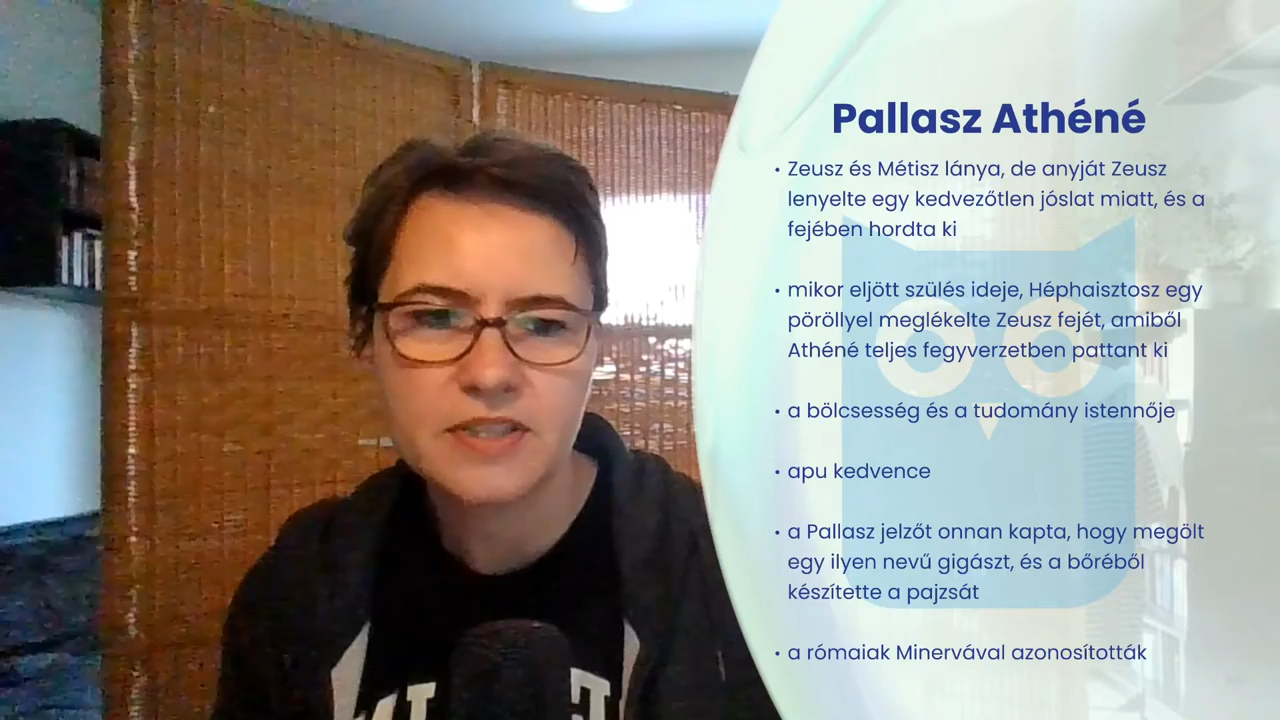 Pallasz Athéné
• Zeusz és Métisz lánya, de anyját Zeusz
lenyelte egy kedvezőtlen jóslat miatt, és a
fejében hordta ki
• mikor eljött szülés ideje, Héphaisztosz egy
pöröllyel meglékelte Zeusz fejét, amiből
Athéné teljes fegyverzetben pattant ki
• a bölcsesség és a tudomány istennője
• apu kedvence
• a Pallasz jelzőt onnan kapta, hogy megölt
egy ilyen nevű gigászt, és a bőréből
készítette a pajzsát
• a rómaiak Minervával azonosították